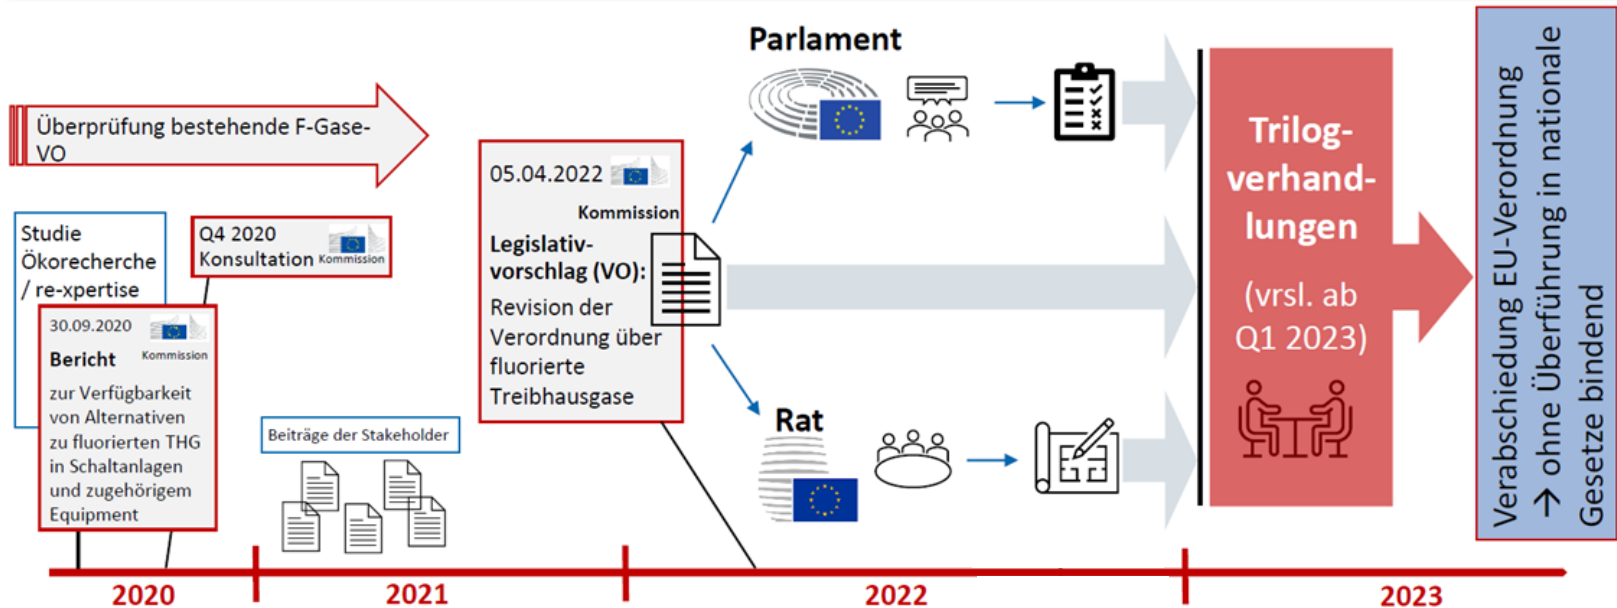 Überprüfung bestehende F-Gase-
VO
Studie
Ökorecherche
/ re-xpertise
30.09.2020
Kommission
Bericht
zur Verfügbarkeit
von Alternativen
zu fluorierten THG
in Schaltanlagen
und zugehörigem
Equipment
Q4 2020
Konsultation
Kommission
Beiträge der Stakeholder
05.04.2022
Kommission
Legislativ-
vorschlag (VO):
Revision der
Verordnung über
fluorierte
Treibhausgase
Parlament
Rat
Trilog-
verhand-
lungen
(vrsl. ab
Q1 2023)
Verabschiedung EU-Verordnung
→ ohne Überführung in nationale
Gesetze bindend
2020
2021
2022
2023